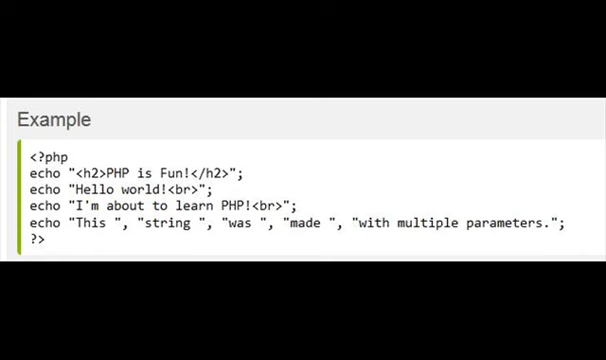 Example
<?php
echo "<h2>PHP is Fun!</h2>";
echo "Hello world!<br>";
echo "I'm about to learn PHP!<br>";
echo "This ", "string ", "was ", "made ", "with multiple parameters.";
?>